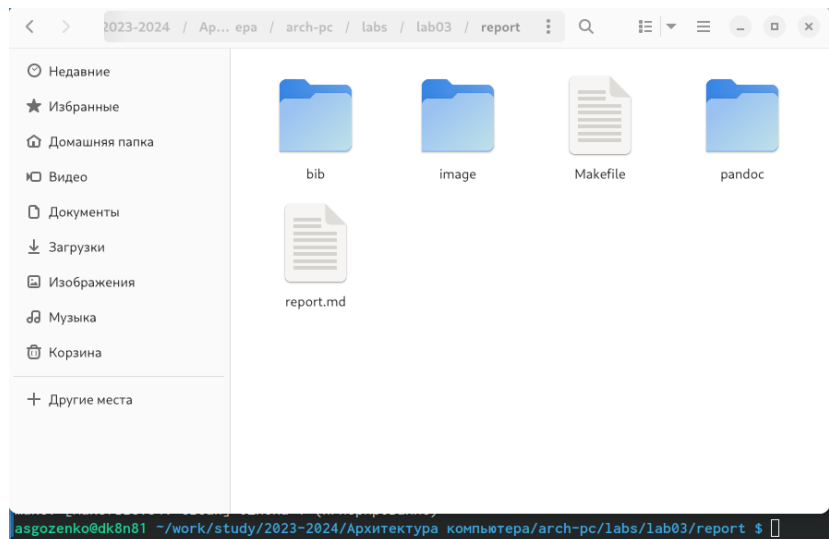 2023-2024 / Ap... epa / arch-pc / labs / lab03 / report
Недавние
Избранные
Домашняя папка
Видео
Документы
Загрузки
Изображения
Музыка
Корзина
Другие места
bib image Makefile pandoc
report.md
asgozenko@dk8n81 ~/work/study/2023-2024/Архитектура компьютера/arch-pc/labs/lab03/report $